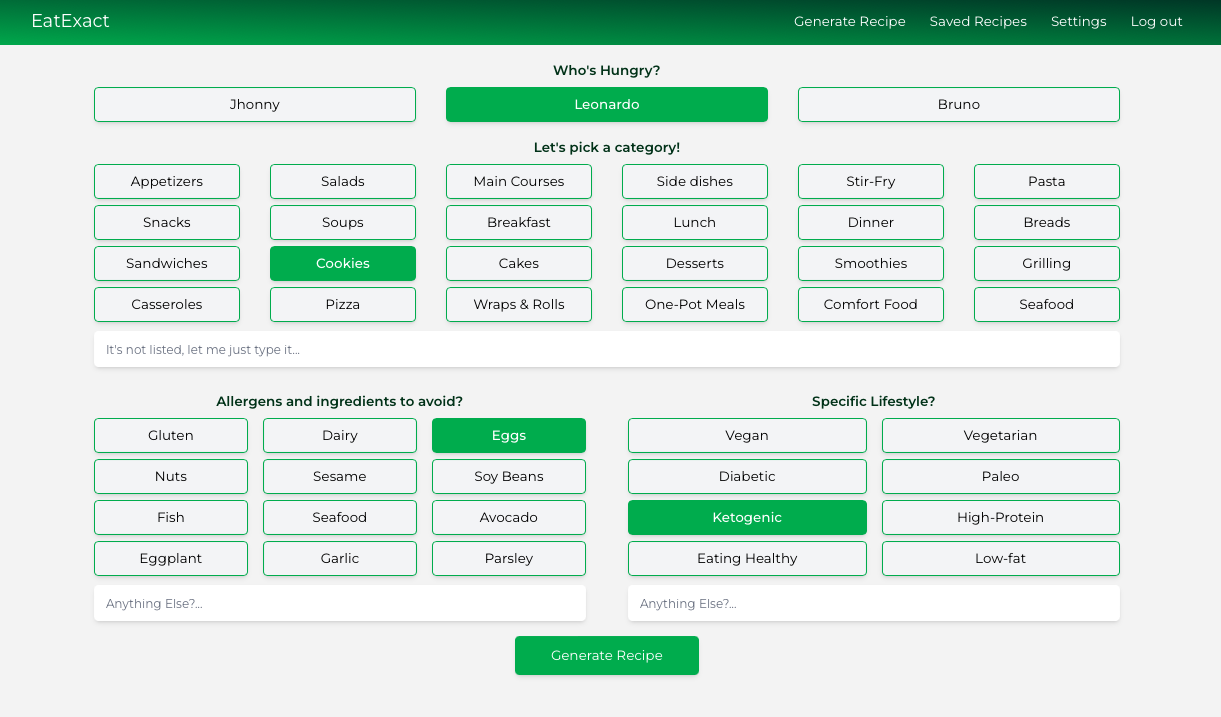 EatExact
Generate Recipe Saved Recipes Settings Log out
Who's Hungry?
Jhonny Leonardo Bruno
Let's pick a category!
Appetizers Salads Main Courses Side dishes Stir-Fry Pasta
Snacks Soups Breakfast Lunch Dinner Breads
Sandwiches Cookies Cakes Desserts Smoothies Grilling
Casseroles Pizza Wraps & Rolls One-Pot Meals Comfort Food Seafood
It's not listed, let me just type it...
Allergens and ingredients to avoid?
Gluten Dairy Eggs
Nuts Sesame Soy Beans
Fish Seafood Avocado
Eggplant Garlic Parsley
Anything Else?...
Specific Lifestyle?
Vegan Vegetarian
Diabetic Paleo
Ketogenic High-Protein
Eating Healthy Low-fat
Anything Else?...
Generate Recipe